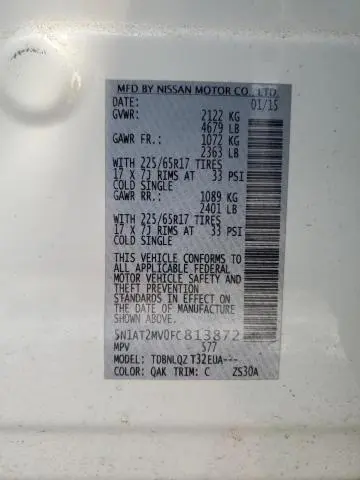 MFD BY NISSAN MOTOR CO., LTD.
DATE: 01/15
GVWR: 2122 KG
4679 LB
GAWR FR.: 1072 KG
2363 LB
WITH 225/65R17 TIRES
17 X 7J RIMS AT 33 PSI
COLD SINGLE
GAWR RR.: 1089 KG
2401 LB
WITH 225/65R17 TIRES
17 X 7J RIMS AT 33 PSI
COLD SINGLE
THIS VEHICLE CONFORMS TO
ALL APPLICABLE FEDERAL
MOTOR VEHICLE SAFETY AND
THEFT PREVENTION
STANDARDS IN EFFECT ON
THE DATE OF MANUFACTURE
SHOWN ABOVE.
5N1AT2MV0FC813872
MPV 577
MODEL: TDBNLQZ T32EUA---
COLOR: QAK TRIM: C ZS30A